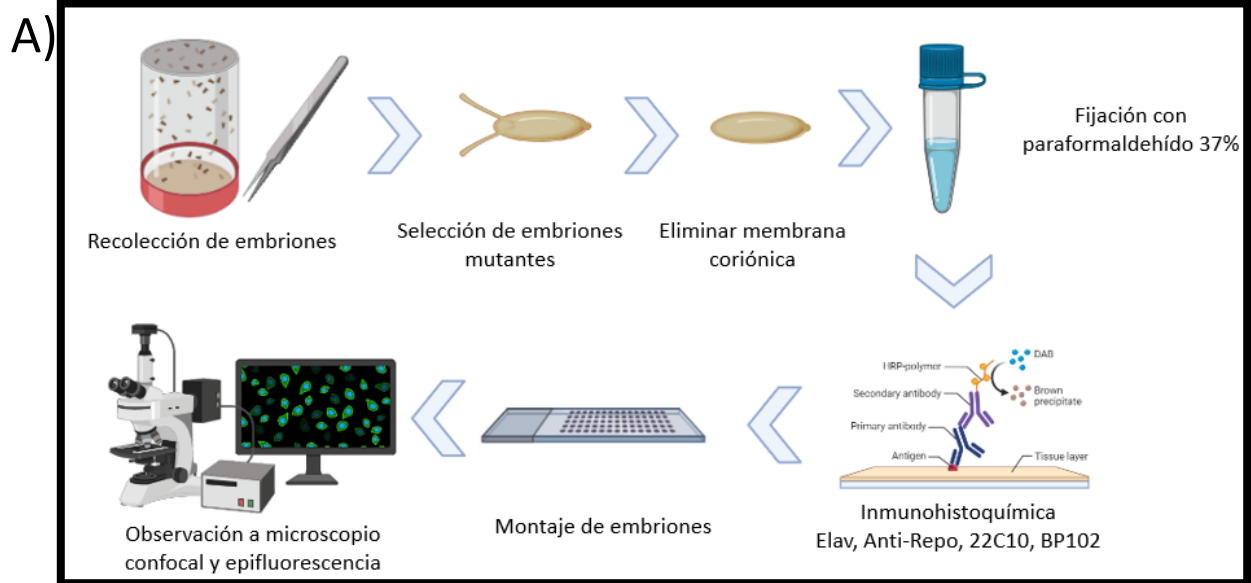 A)
Recolección de embriones
Selección de embriones
mutantes
Eliminar membrana
coriónica
Fijación con
paraformaldehído 37%
HRP-polymer
DAB
Brown
precipitate
Secondary antibody
Primary antibody
Antigen
Tissue layer
Inmunohistoquímica
Elav, Anti-Repo, 22C10, BP102
Montaje de embriones
Observación a microscopio
confocal y epifluorescencia